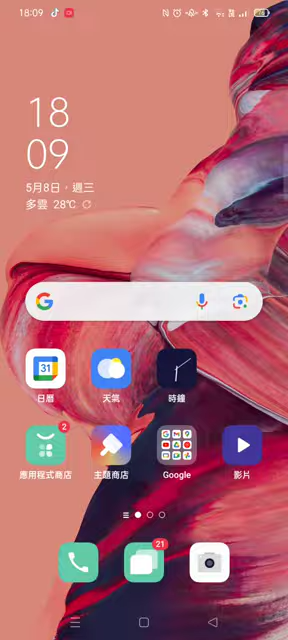 18:09
18
09
5月8日，週三
多雲 28°C
31
日曆
天氣
時鐘
2
應用程式商店
主題商店
Google
影片
21